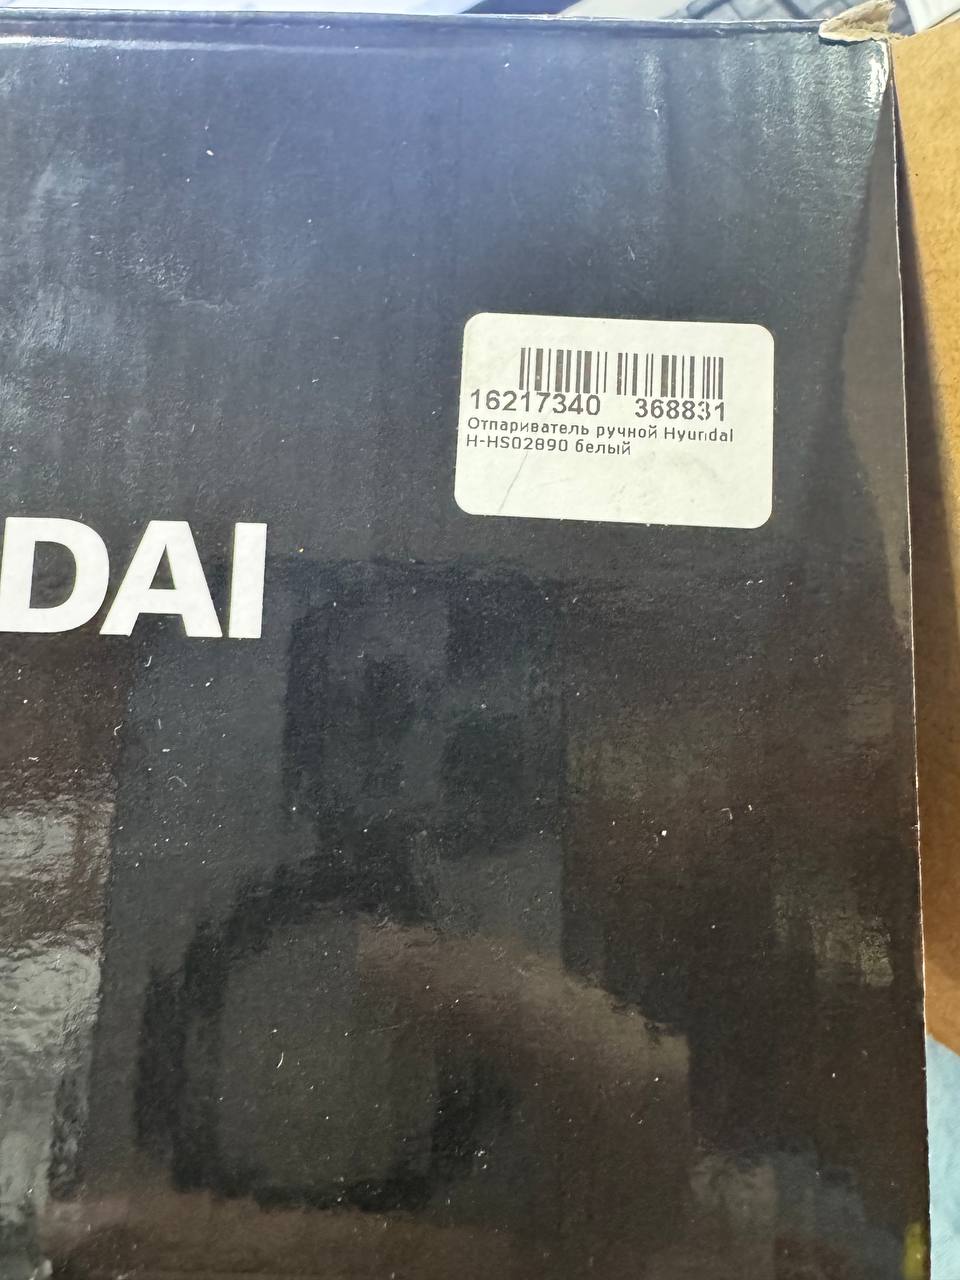 16217340 368831
Отпариватель ручной Hyundai
H-HS02890 белый
DAI